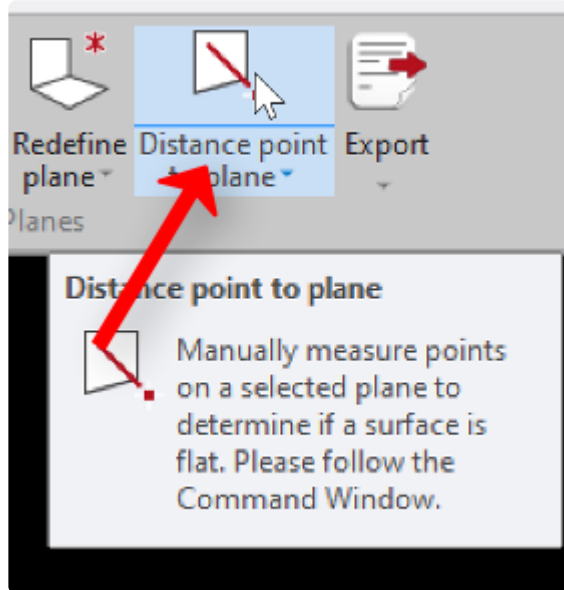 Redefine
plane
Distance point
to plane
Export
Planes
Distance point to plane
Manually measure points
on a selected plane to
determine if a surface is
flat. Please follow the
Command Window.